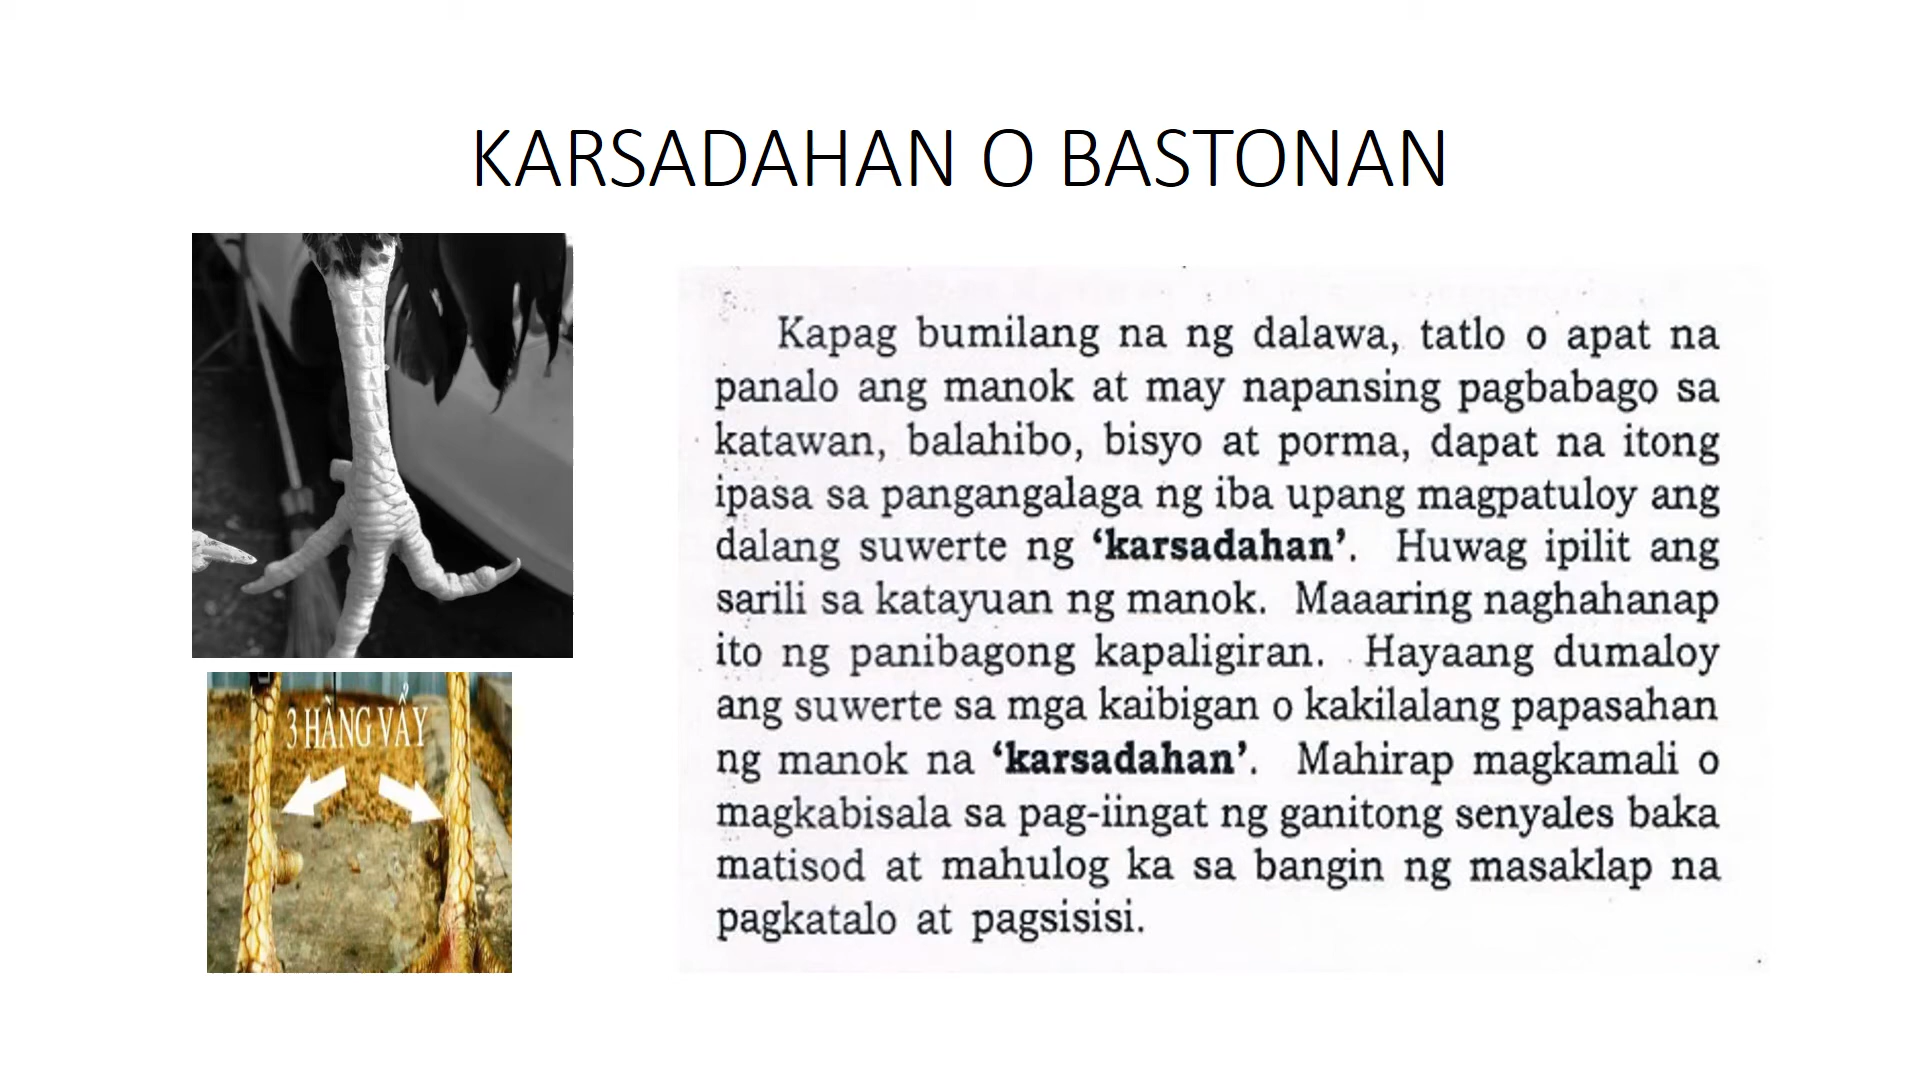 KARSADAHAN O BASTONAN
3 HÀNG VẨY
Kapag bumilang na ng dalawa, tatlo o apat na
panalo ang manok at may napansing pagbabago sa
katawan, balahibo, bisyo at porma, dapat na itong
ipasa sa pangangalaga ng iba upang magpatuloy ang
dalang suwerte ng ‘karsadahan’. Huwag ipilit ang
sarili sa katayuan ng manok. Maaaring naghahanap
ito ng panibagong kapaligiran. Hayaang dumaloy
ang suwerte sa mga kaibigan o kakilalang papasahan
ng manok na ‘karsadahan’. Mahirap magkamali o
magkabisala sa pag-iingat ng ganitong senyales baka
matisod at mahulog ka sa bangin ng masaklap na
pagkatalo at pagsisisi.